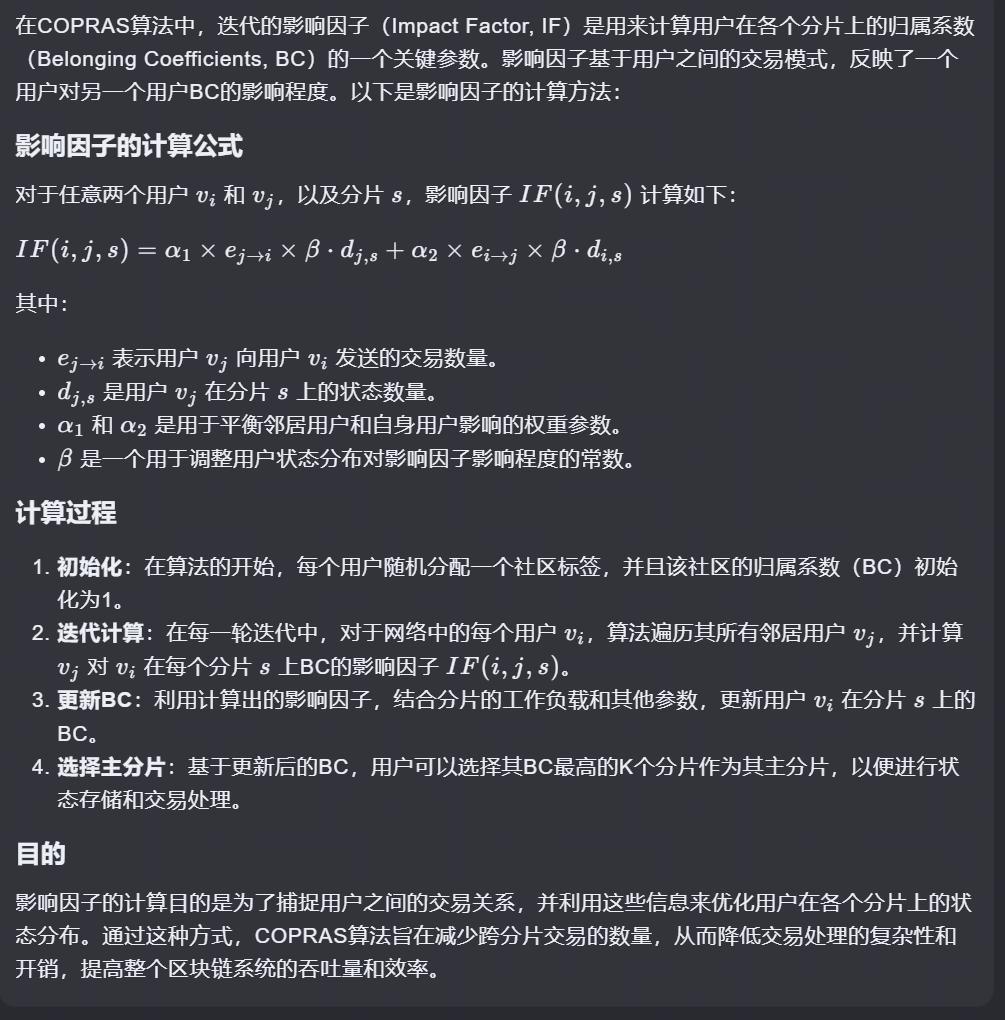 在COPRAS算法中，迭代的影响因子（Impact Factor, IF）是用来计算用户在各个分片上的归属系数
（Belonging Coefficients, BC）的一个关键参数。影响因子基于用户之间的交易模式，反映了一个
用户对另一个用户BC的影响程度。以下是影响因子的计算方法：
影响因子的计算公式
对于任意两个用户 v_i 和 v_j，以及分片 s，影响因子 IF(i, j, s) 计算如下：
IF(i, j, s) = α_1 × e_{j→i} × β · d_{j,s} + α_2 × e_{i→j} × β · d_{i,s}
其中：
• e_{j→i} 表示用户 v_j 向用户 v_i 发送的交易数量。
• d_{j,s} 是用户 v_j 在分片 s 上的状态数量。
• α_1 和 α_2 是用于平衡邻居用户和自身用户影响的权重参数。
• β 是一个用于调整用户状态分布对影响因子影响程度的常数。
计算过程
1. 初始化：在算法的开始，每个用户随机分配一个社区标签，并且该社区的归属系数（BC）初始
化为1。
2. 迭代计算：在每一轮迭代中，对于网络中的每个用户 v_i，算法遍历其所有邻居用户 v_j，并计算
v_j 对 v_i 在每个分片 s 上BC的影响因子 IF(i, j, s)。
3. 更新BC：利用计算出的影响因子，结合分片的工作负载和其他参数，更新用户 v_i 在分片 s 上的
BC。
4. 选择主分片：基于更新后的BC，用户可以选择其BC最高的K个分片作为其主分片，以便进行状
态存储和交易处理。
目的
影响因子的计算目的是为了捕捉用户之间的交易关系，并利用这些信息来优化用户在各个分片上的状
态分布。通过这种方式，COPRAS算法旨在减少跨分片交易的数量，从而降低交易处理的复杂性和
开销，提高整个区块链系统的吞吐量和效率。